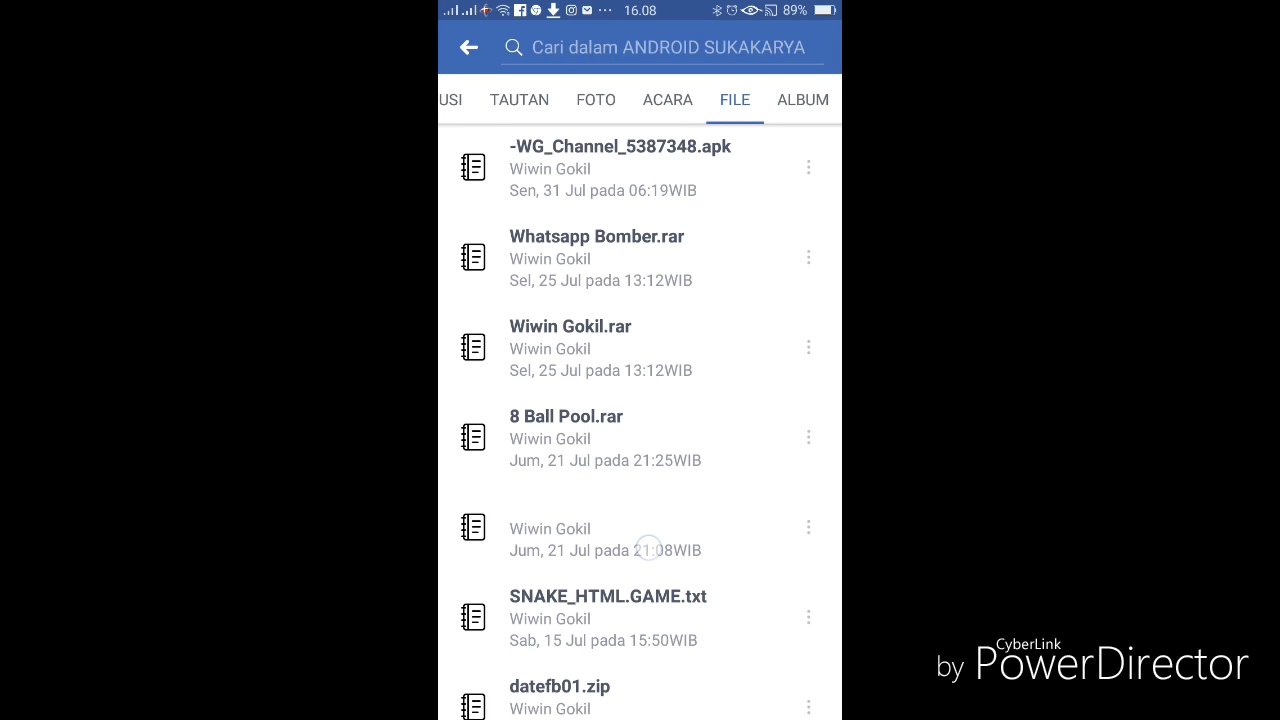 16.08
89%
Cari dalam ANDROID SUKAKARYA
USI TAUTAN FOTO ACARA FILE ALBUM
-WG_Channel_5387348.apk
Wiwin Gokil
Sen, 31 Jul pada 06:19WIB
Whatsapp Bomber.rar
Wiwin Gokil
Sel, 25 Jul pada 13:12WIB
Wiwin Gokil.rar
Wiwin Gokil
Sel, 25 Jul pada 13:12WIB
8 Ball Pool.rar
Wiwin Gokil
Jum, 21 Jul pada 21:25WIB
Wiwin Gokil
Jum, 21 Jul pada 21:08WIB
SNAKE_HTML.GAME.txt
Wiwin Gokil
Sab, 15 Jul pada 15:50WIB
datefb01.zip
Wiwin Gokil
CyberLink
by PowerDirector